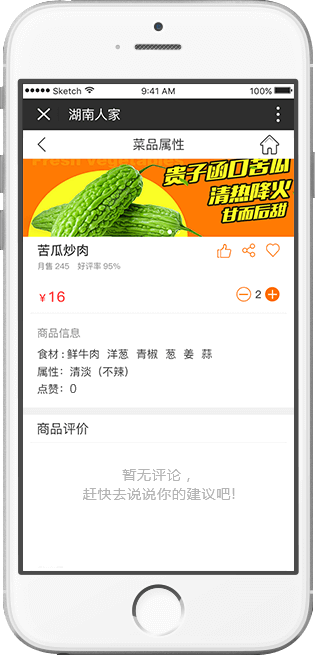 Sketch 9:41 AM 100%
湖南人家
菜品属性
Fresh vegetables
贵子函口苦瓜
清热降火
甘而后甜
苦瓜炒肉
月售 245 好评率 95%
¥16
2
商品信息
食材：鲜牛肉 洋葱 青椒 葱 姜 蒜
属性：清淡（不辣）
点赞：0
商品评价
暂无评论，
赶快去说说你的建议吧!